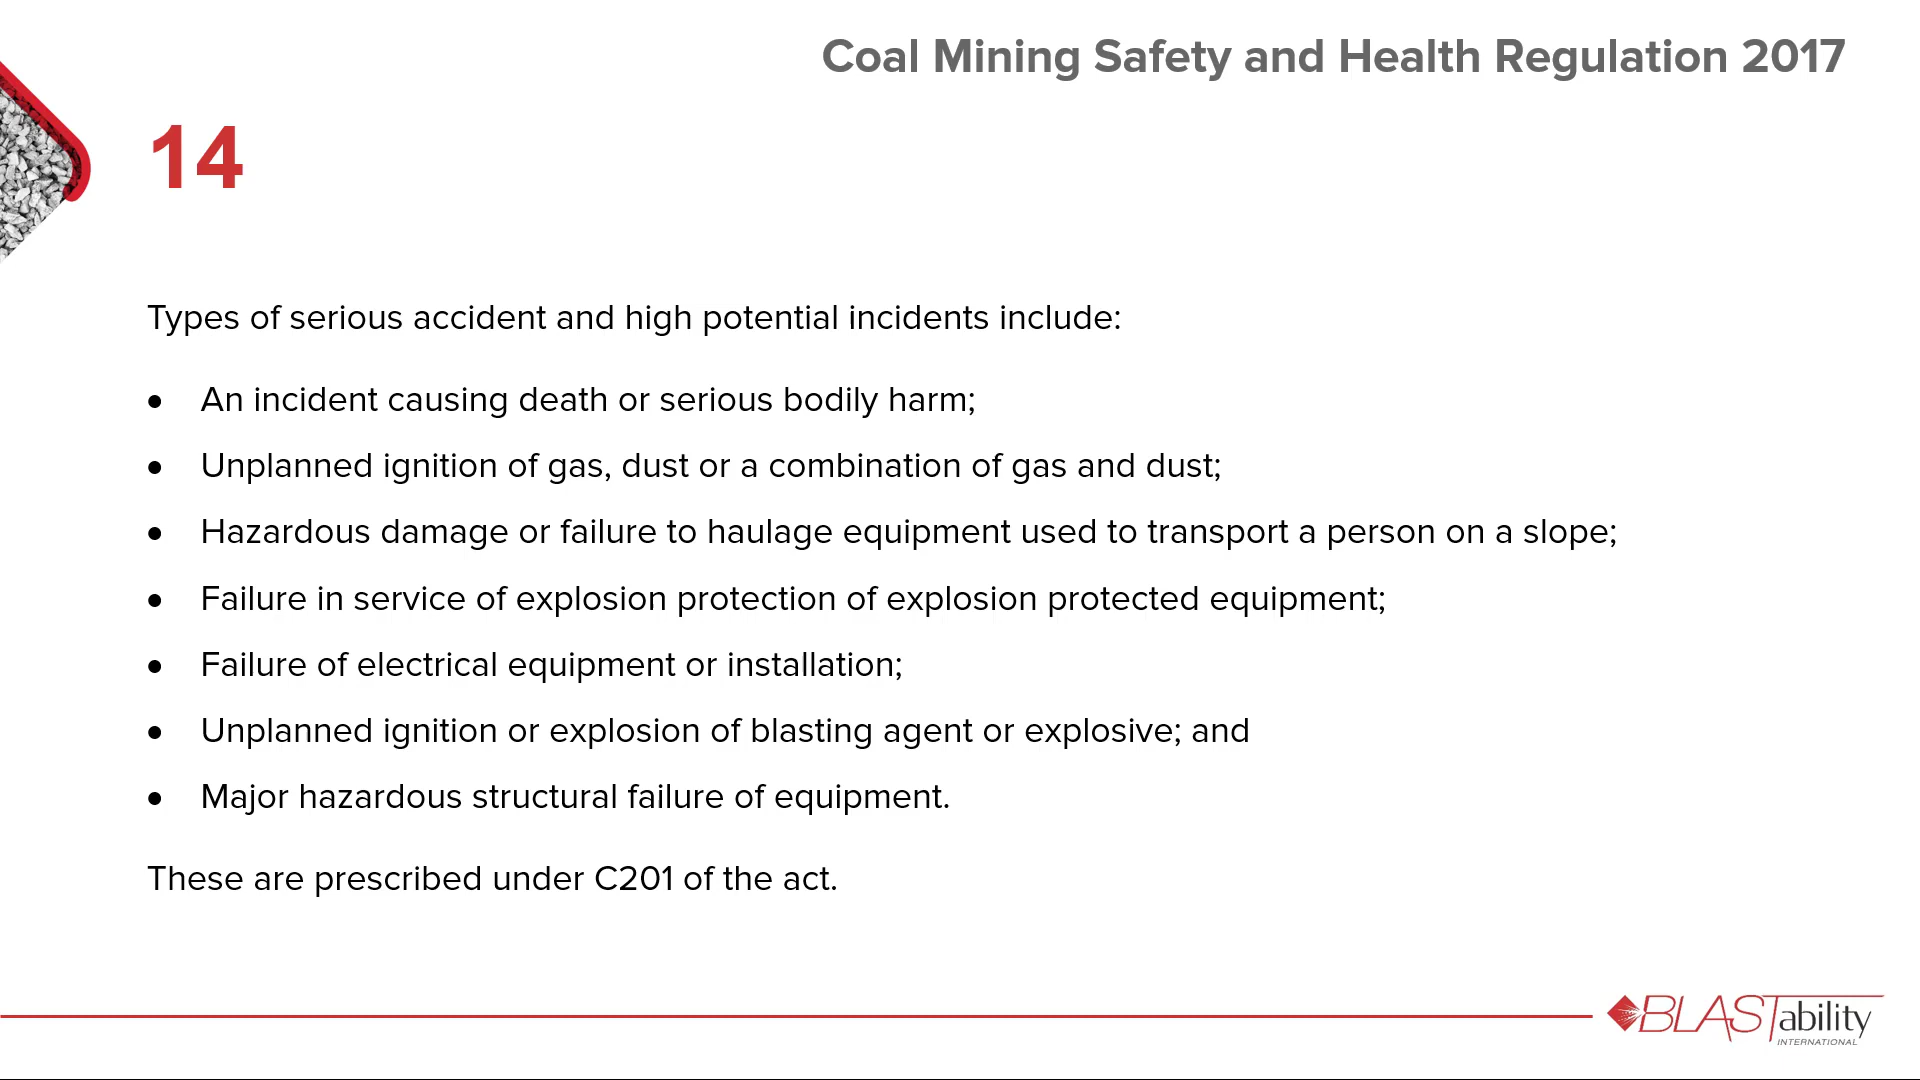 Coal Mining Safety and Health Regulation 2017
14
Types of serious accident and high potential incidents include:
• An incident causing death or serious bodily harm;
• Unplanned ignition of gas, dust or a combination of gas and dust;
• Hazardous damage or failure to haulage equipment used to transport a person on a slope;
• Failure in service of explosion protection of explosion protected equipment;
• Failure of electrical equipment or installation;
• Unplanned ignition or explosion of blasting agent or explosive; and
• Major hazardous structural failure of equipment.
These are prescribed under C201 of the act.
BLASTability
INTERNATIONAL